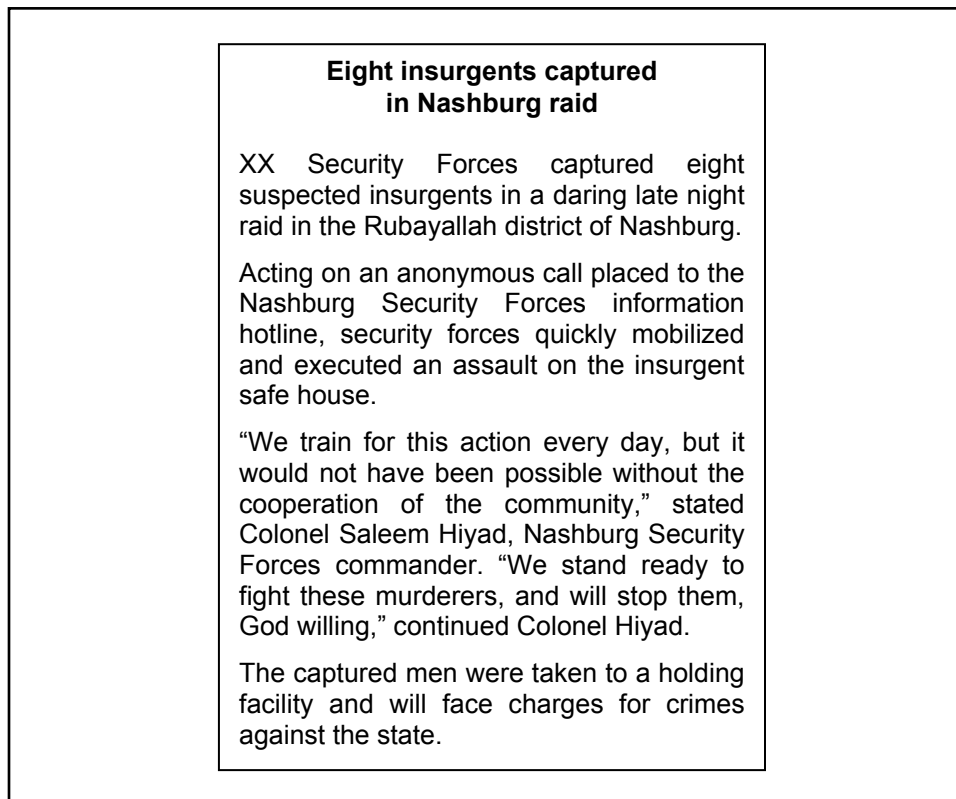 Eight insurgents captured
in Nashburg raid
XX Security Forces captured eight
suspected insurgents in a daring late night
raid in the Rubayallah district of Nashburg.
Acting on an anonymous call placed to the
Nashburg Security Forces information
hotline, security forces quickly mobilized
and executed an assault on the insurgent
safe house.
“We train for this action every day, but it
would not have been possible without the
cooperation of the community,” stated
Colonel Saleem Hiyad, Nashburg Security
Forces commander. “We stand ready to
fight these murderers, and will stop them,
God willing,” continued Colonel Hiyad.
The captured men were taken to a holding
facility and will face charges for crimes
against the state.